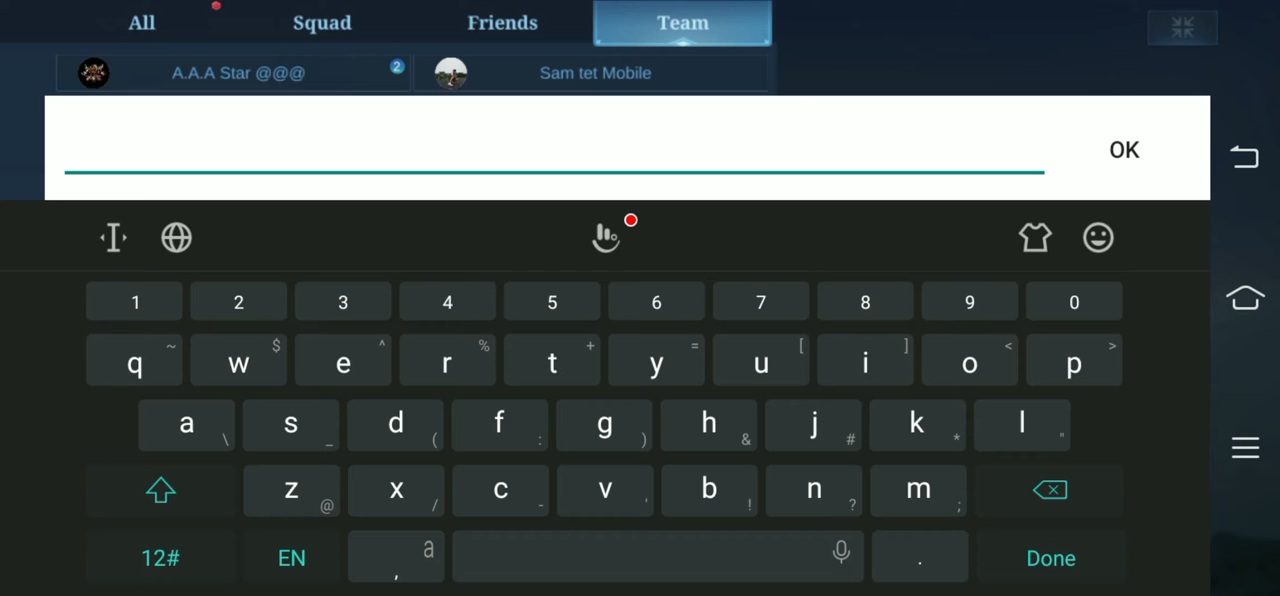 All Squad Friends Team
A.A.A Star @@@ 2 Sam tet Mobile
OK
1 2 3 4 5 6 7 8 9 0
q ~ w $ e ^ r % t + y = u [ i ] o < p >
a \ s _ d ( f : g ) h & j # k * l "
z @ x / c - v ' b ! n ? m ;
12# EN , a . Done